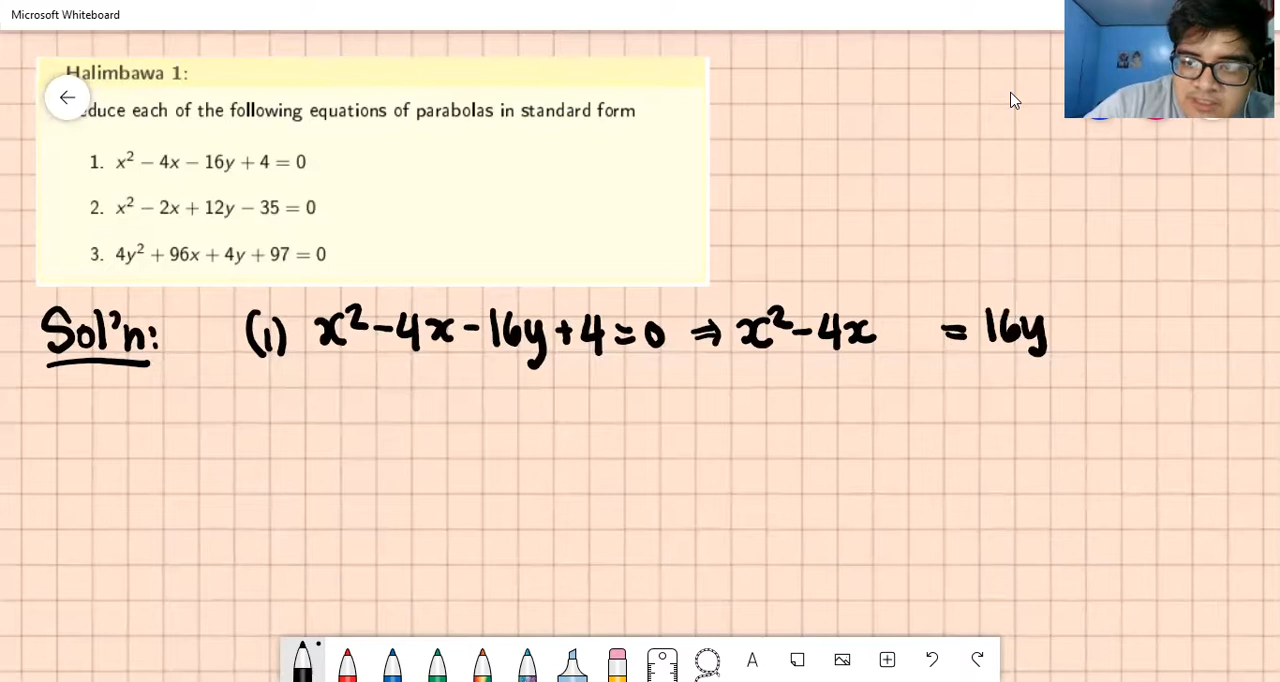 Microsoft Whiteboard
Halimbawa 1:
educe each of the following equations of parabolas in standard form
1. x² − 4x − 16y + 4 = 0
2. x² − 2x + 12y − 35 = 0
3. 4y² + 96x + 4y + 97 = 0
Sol'n: (1) x² - 4x - 16y + 4 = 0 ⇒ x² - 4x = 16y
A